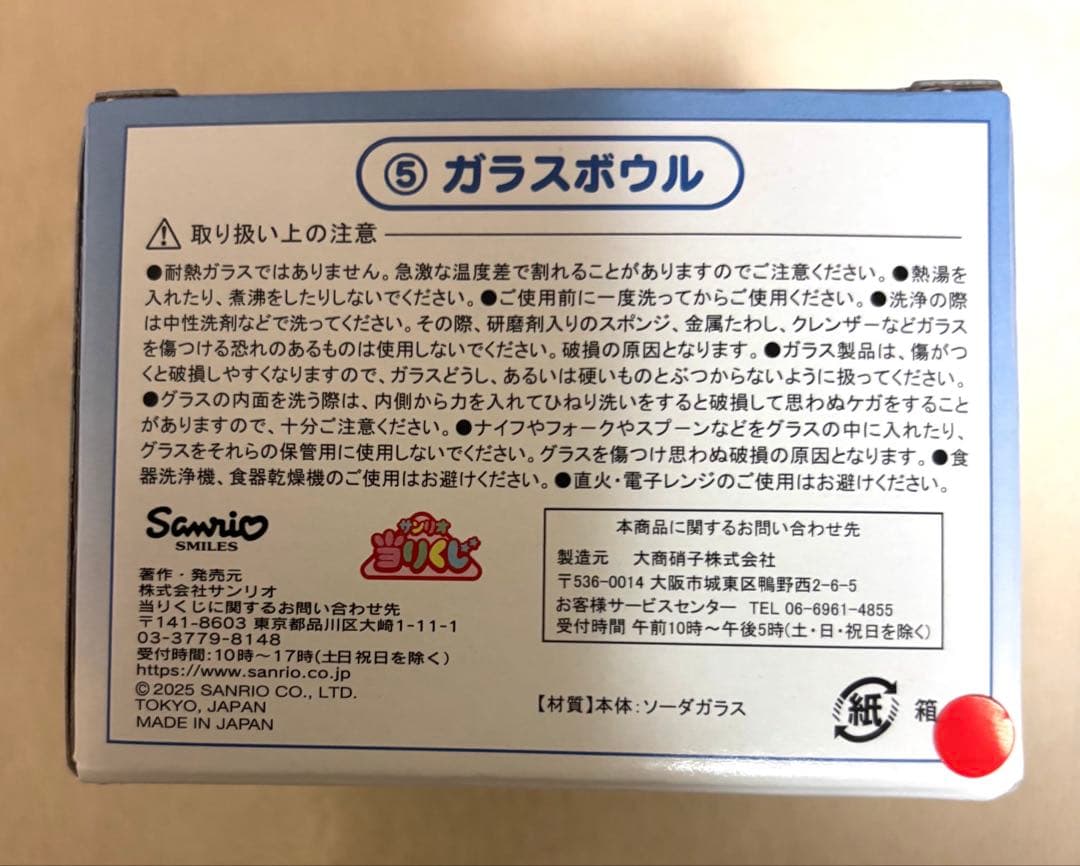 ⑤ ガラスボウル
取り扱い上の注意
●耐熱ガラスではありません。急激な温度差で割れることがありますのでご注意ください。●熱湯を
入れたり、煮沸をしたりしないでください。●ご使用前に一度洗ってからご使用ください。●洗浄の際
は中性洗剤などで洗ってください。その際、研磨剤入りのスポンジ、金属たわし、クレンザーなどガラス
を傷つける恐れのあるものは使用しないでください。破損の原因となります。●ガラス製品は、傷がつ
くと破損しやすくなりますので、ガラスどうし、あるいは硬いものとぶつからないように扱ってください。
●グラスの内面を洗う際は、内側から力を入れてひねり洗いをすると破損して思わぬケガをすること
がありますので、十分ご注意ください。●ナイフやフォークやスプーンなどをグラスの中に入れたり、
グラスをそれらの保管用に使用しないでください。グラスを傷つけ思わぬ破損の原因となります。●食
器洗浄機、食器乾燥機のご使用はお避けください。●直火・電子レンジのご使用はお避けください。
Sanrio
SMILES
サンリオ
当りくじ
著作・発売元
株式会社サンリオ
当りくじに関するお問い合わせ先
〒141-8603 東京都品川区大崎1-11-1
03-3779-8148
受付時間:10時～17時(土日祝日を除く)
https://www.sanrio.co.jp
©2025 SANRIO CO., LTD.
TOKYO, JAPAN
MADE IN JAPAN
本商品に関するお問い合わせ先
製造元 大商硝子株式会社
〒536-0014 大阪市城東区鴫野西2-6-5
お客様サービスセンター TEL 06-6961-4855
受付時間 午前10時～午後5時(土・日・祝日を除く)
【材質】本体:ソーダガラス
紙 箱